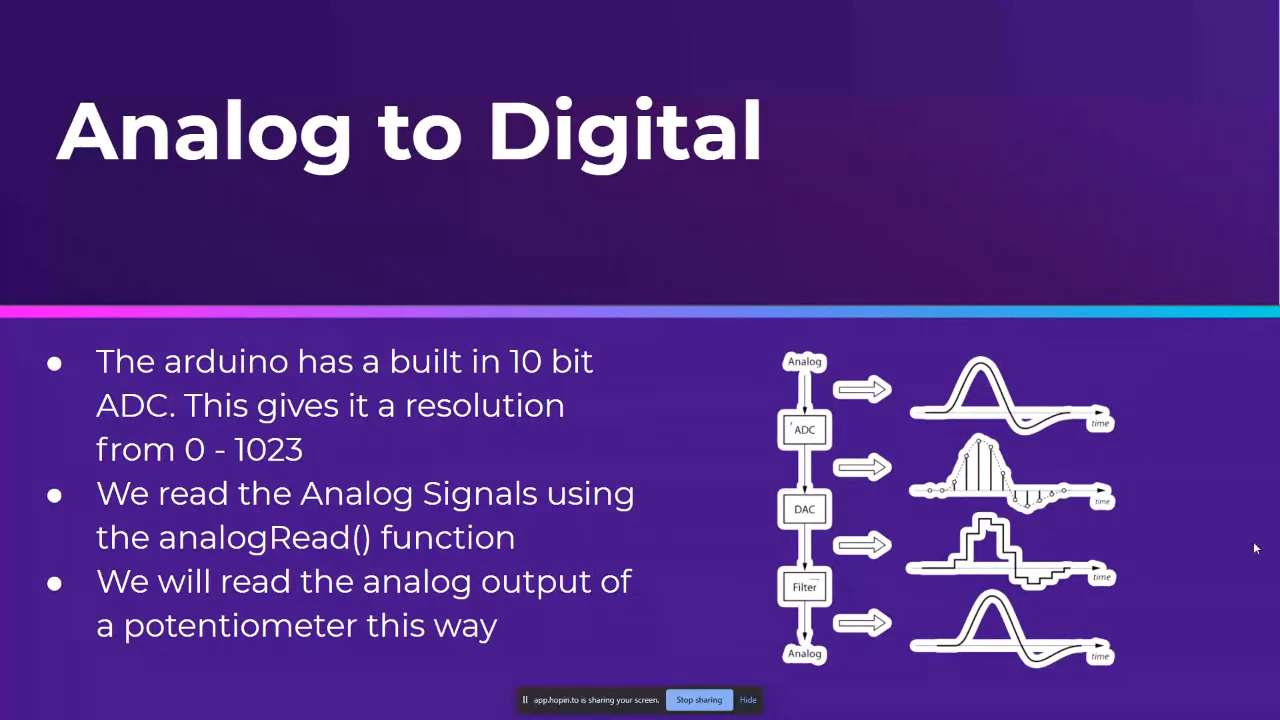 Analog to Digital
● The arduino has a built in 10 bit
ADC. This gives it a resolution
from 0 - 1023
● We read the Analog Signals using
the analogRead() function
● We will read the analog output of
a potentiometer this way
Analog
time
ADC
time
DAC
time
Filter
Analog
time
app.hopin.to is sharing your screen. Stop sharing Hide